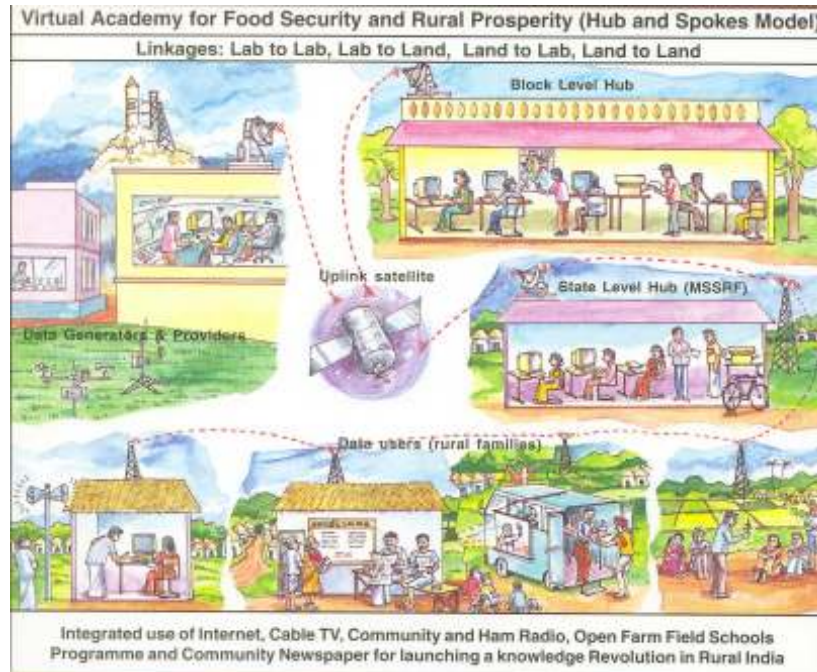 Virtual Academy for Food Security and Rural Prosperity (Hub and Spokes Model)
Linkages: Lab to Lab, Lab to Land, Land to Lab, Land to Land
Block Level Hub
Uplink satellite
State Level Hub (MSSRF)
Data Generators & Providers
Data users (rural families)
Integrated use of Internet, Cable TV, Community and Ham Radio, Open Farm Field Schools
Programme and Community Newspaper for launching a knowledge Revolution in Rural India